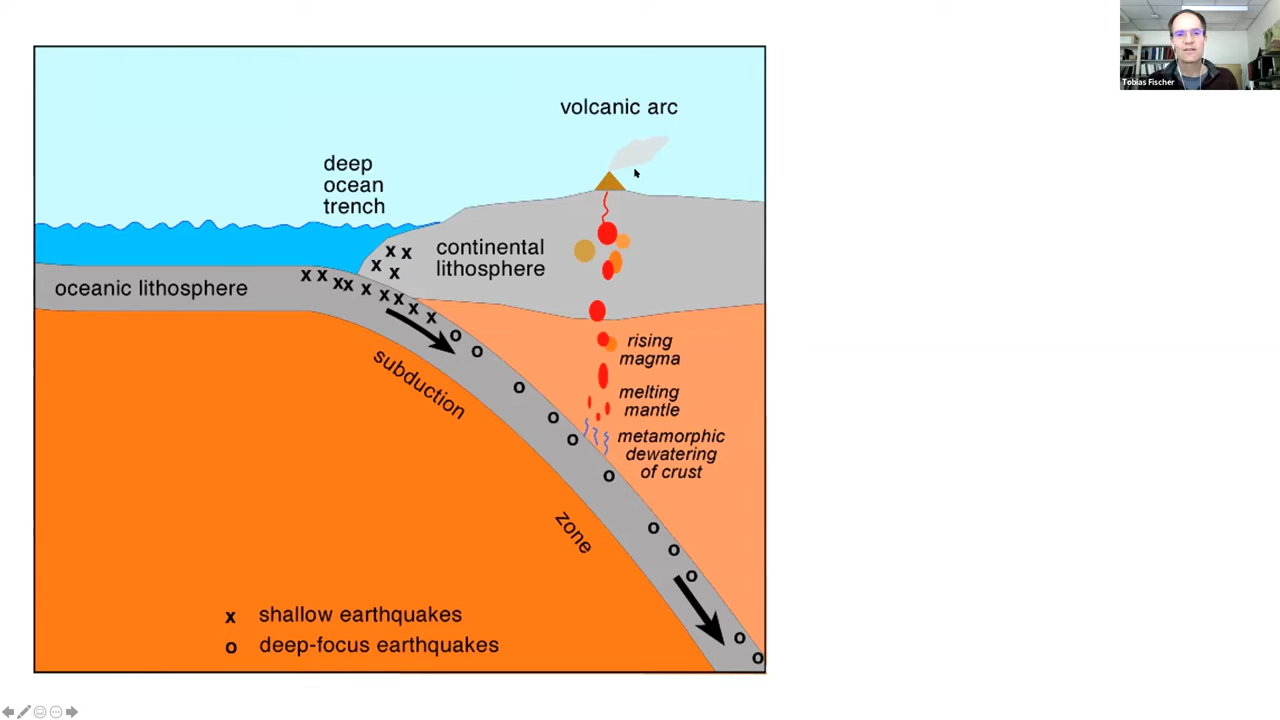 Tobias Fischer
volcanic arc
deep
ocean
trench
continental
lithosphere
oceanic lithosphere
subduction
zone
rising
magma
melting
mantle
metamorphic
dewatering
of crust
x shallow earthquakes
o deep-focus earthquakes